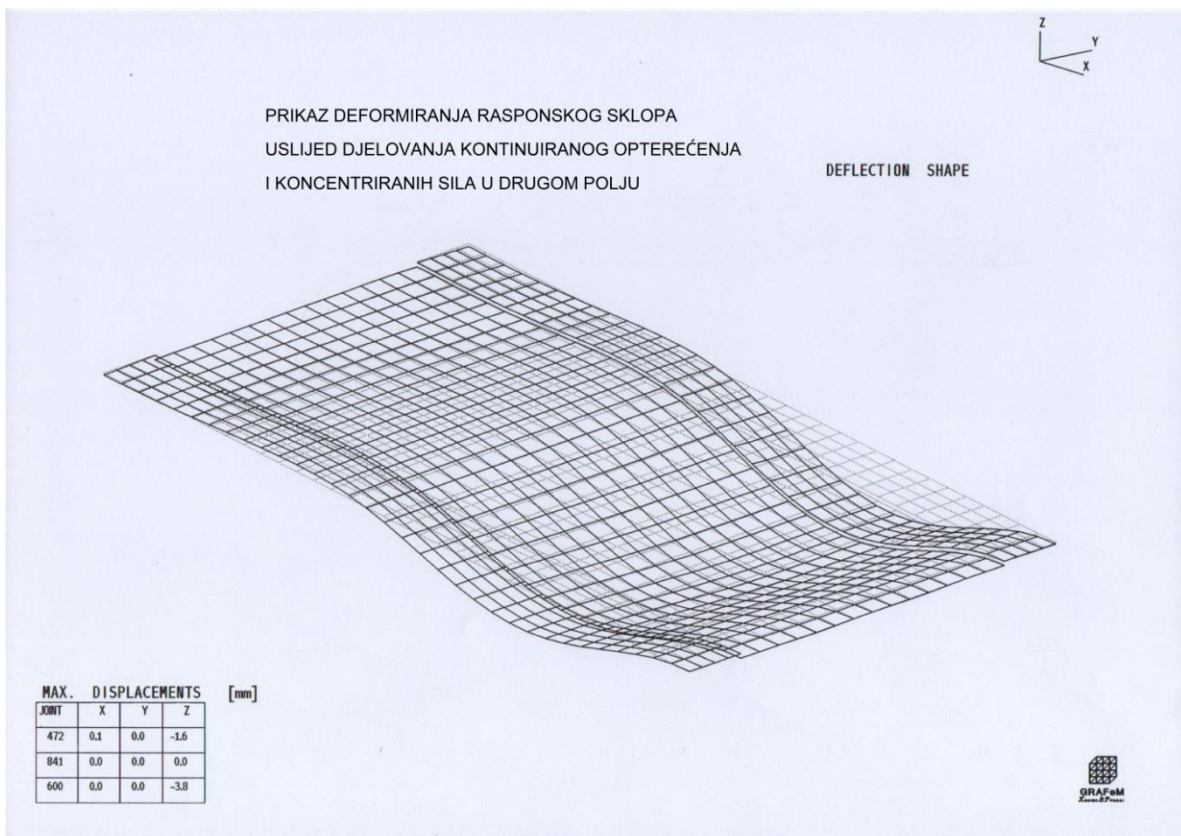 Z
Y
X
PRIKAZ DEFORMIRANJA RASPONSKOG SKLOPA
USLIJED DJELOVANJA KONTINUIRANOG OPTEREĆENJA
I KONCENTRIRANIH SILA U DRUGOM POLJU
DEFLECTION SHAPE
MAX. DISPLACEMENTS [mm]
JOINT X Y Z
472 0.1 0.0 -1.6
841 0.0 0.0 0.0
600 0.0 0.0 -3.8
GRAFeM